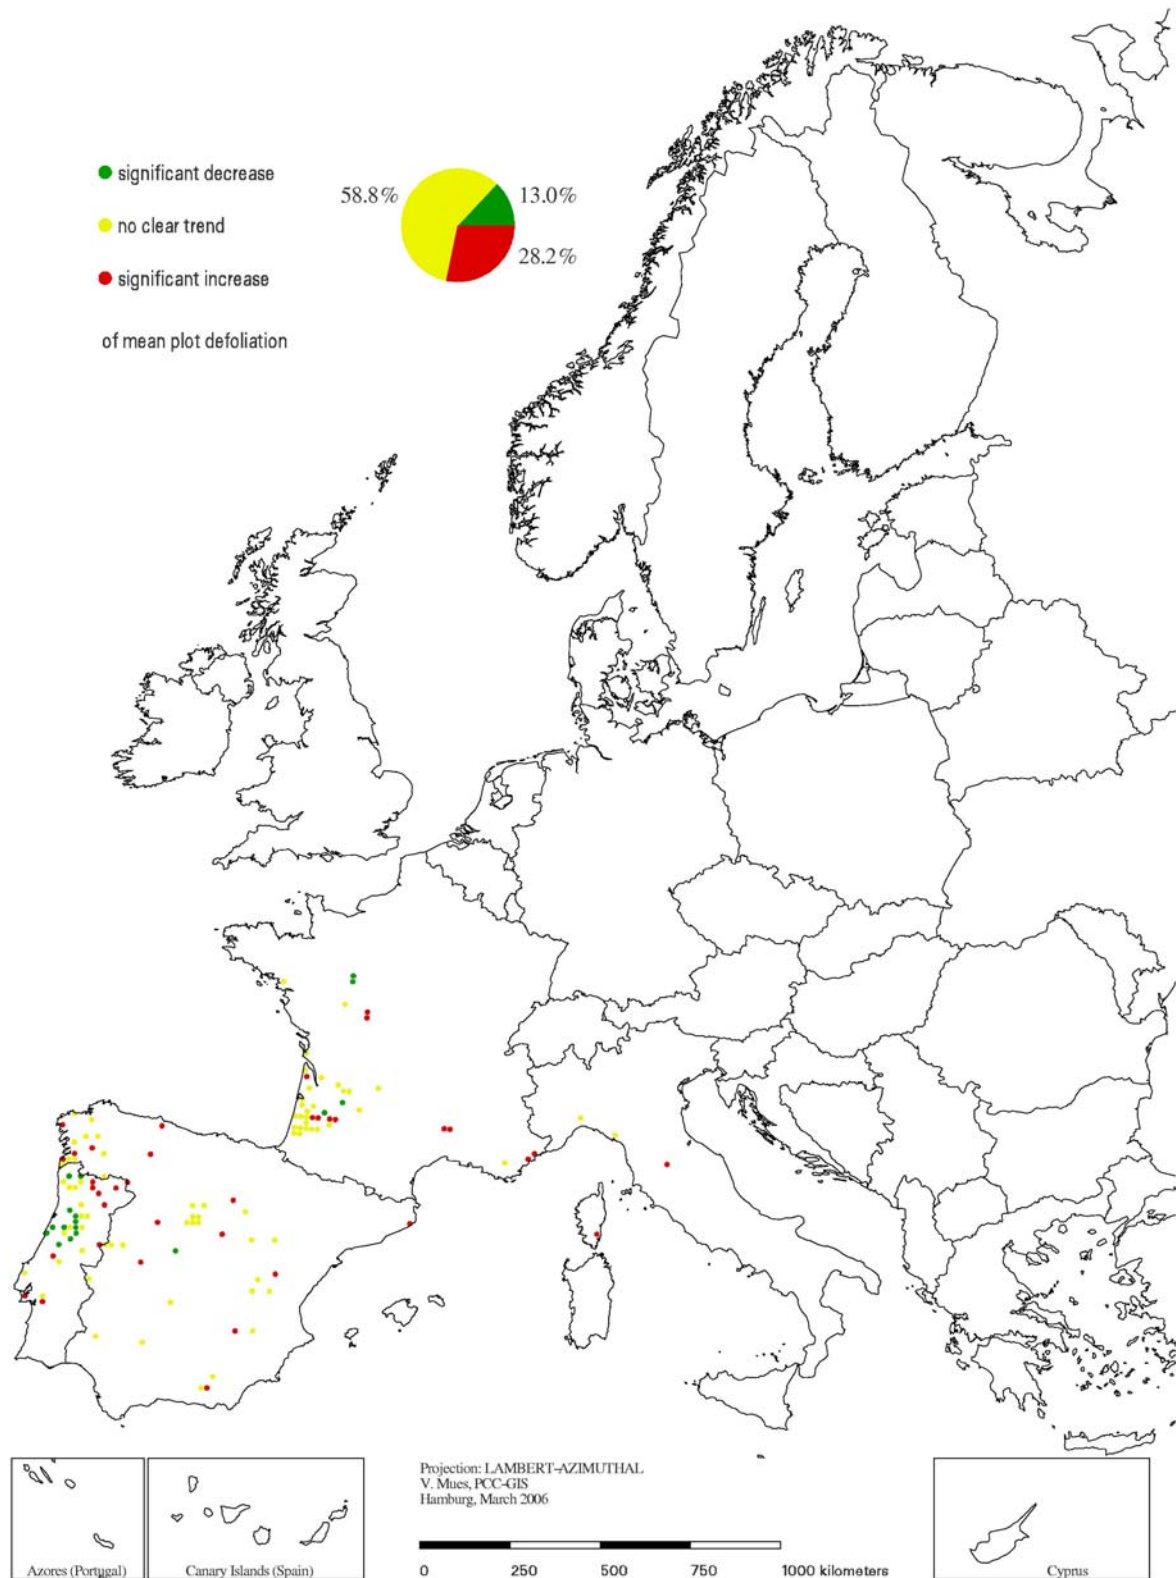 significant decrease
no clear trend
significant increase
of mean plot defoliation
58.8%
13.0%
28.2%
Projection: LAMBERT-AZIMUTHAL
V. Mues, PCC-GIS
Hamburg, March 2006
Azores (Portugal)
Canary Islands (Spain)
0 250 500 750 1000 kilometers
Cyprus